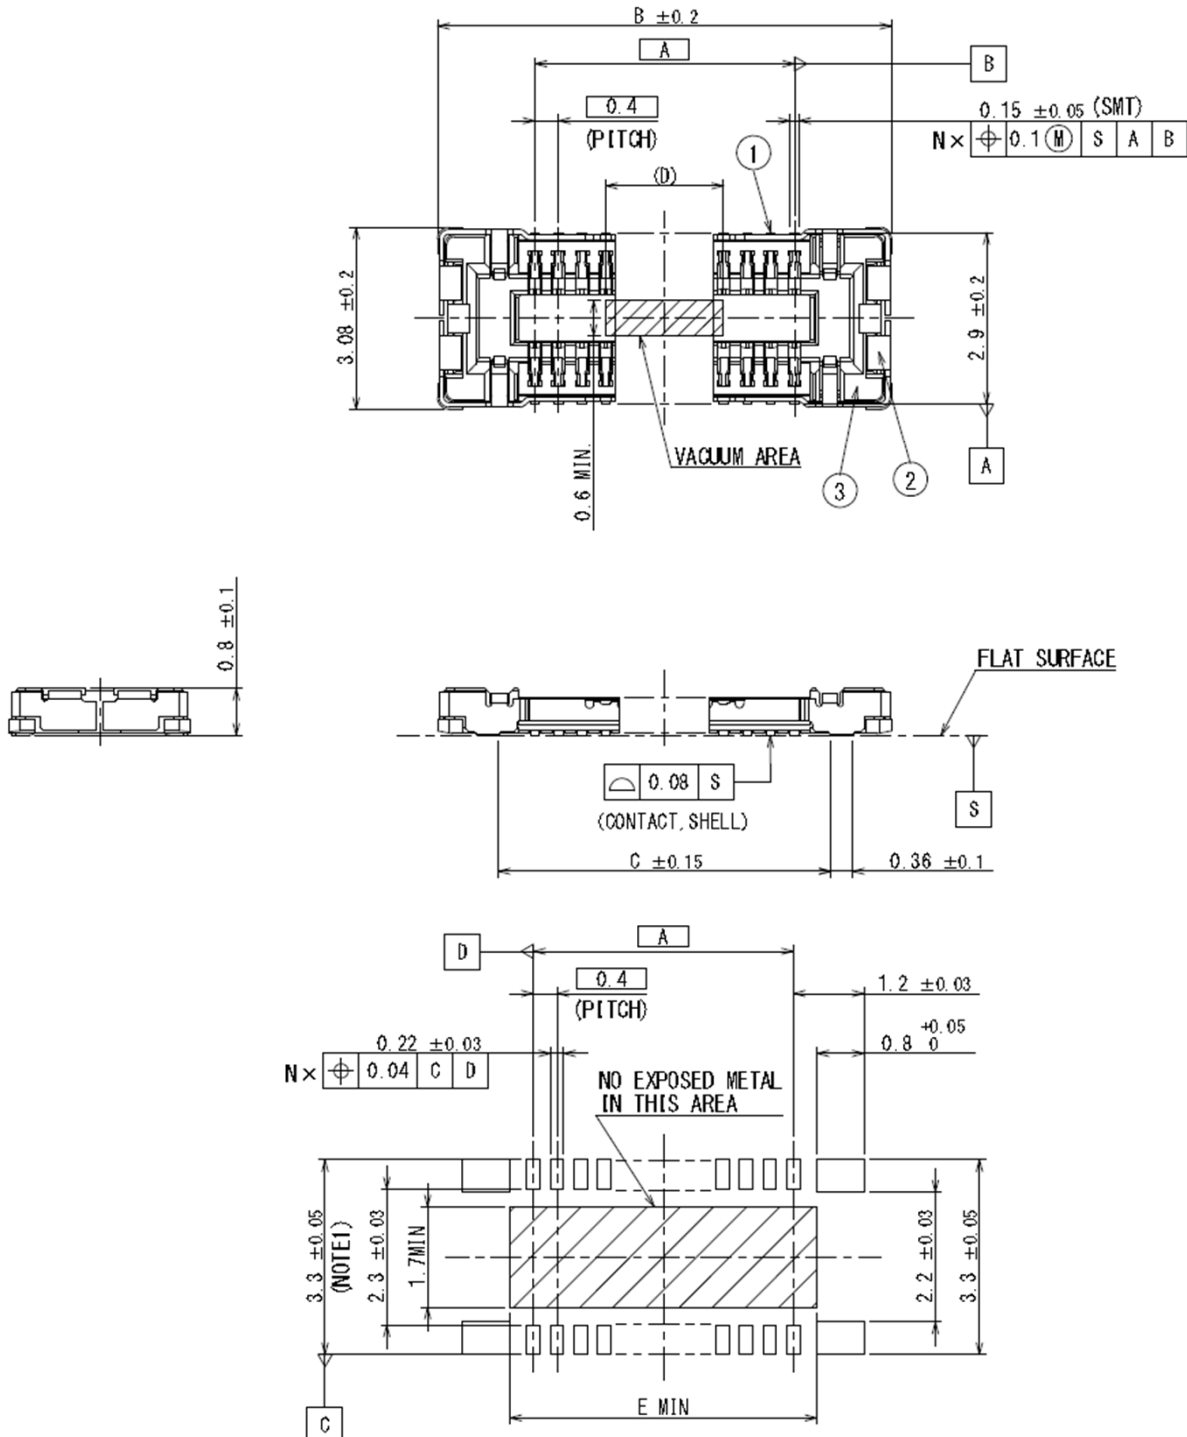 B ±0.2
A
B
0.4
(PITCH)
0.15 ±0.05 (SMT)
N× ⌖ 0.1 Ⓜ S A B
1
(D)
3.08 ±0.2
2.9 ±0.2
0.6 MIN.
VACUUM AREA
3
2
A
0.8 ±0.1
FLAT SURFACE
⌓ 0.08 S
(CONTACT, SHELL)
S
C ±0.15
0.36 ±0.1
D
A
0.4
(PITCH)
1.2 ±0.03
0.22 ±0.03
N× ⌖ 0.04 C D
0.8 +0.05 0
NO EXPOSED METAL
IN THIS AREA
3.3 ±0.05
(NOTE1)
2.3 ±0.03
1.7MIN
2.2 ±0.03
3.3 ±0.05
E MIN
C